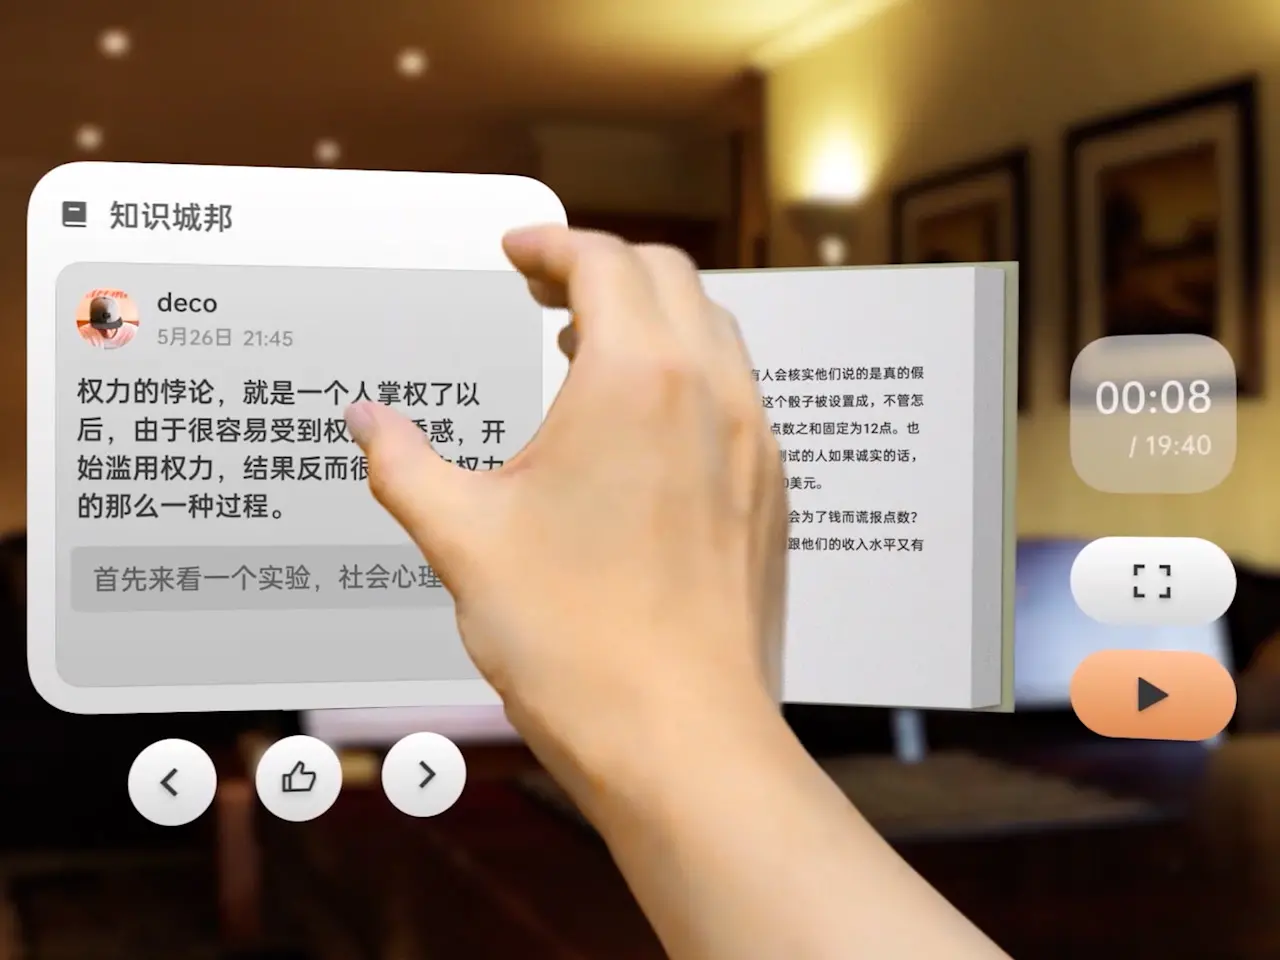 知识城邦
deco
5月26日 21:45
权力的悖论，就是一个人掌权了以
后，由于很容易受到权 诱惑，开
始滥用权力，结果反而很 权力
的那么一种过程。
首先来看一个实验，社会心理
有人会核实他们说的是真的假
这个骰子被设置成，不管怎
点数之和固定为12点。也
测试的人如果诚实的话，
0美元。
会为了钱而谎报点数？
跟他们的收入水平又有
00:08
/ 19:40